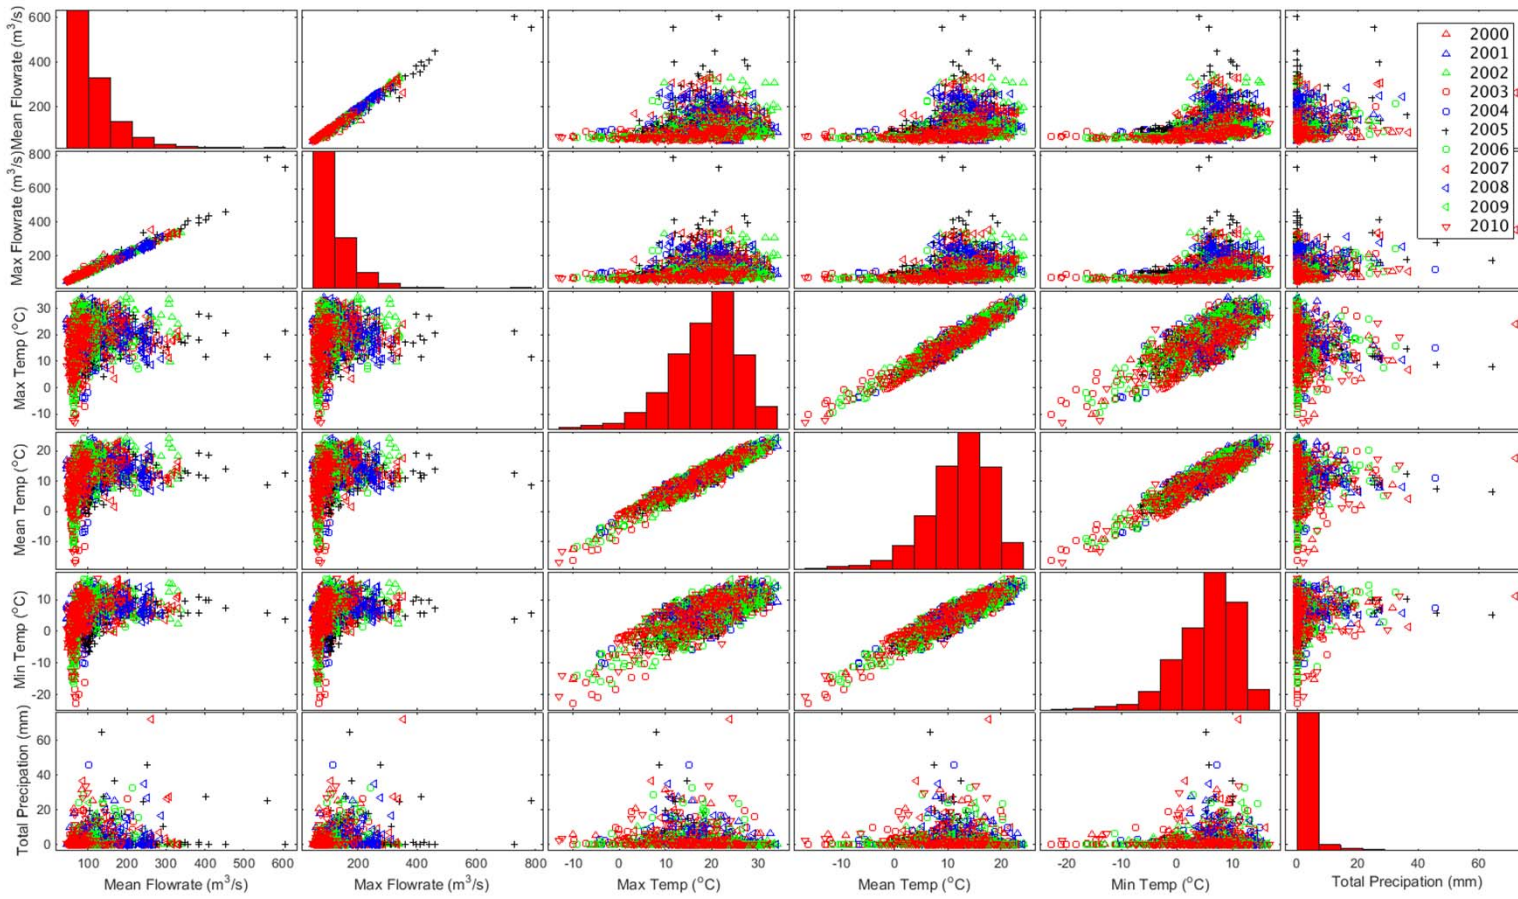 Mean Flowrate (m³/s)
600
400
200
2000
2001
2002
2003
2004
2005
2006
2007
2008
2009
2010
Max Flowrate (m³/s)
800
600
400
200
Max Temp (°C)
30
20
10
0
-10
Mean Temp (°C)
20
10
0
-10
Min Temp (°C)
10
0
-10
-20
Total Precipation (mm)
60
40
20
0
100 200 300 400 500 600
200 400 600 800
-10 0 10 20 30
-10 0 10 20
-20 -10 0 10
0 20 40 60
Mean Flowrate (m³/s)
Max Flowrate (m³/s)
Max Temp (°C)
Mean Temp (°C)
Min Temp (°C)
Total Precipation (mm)